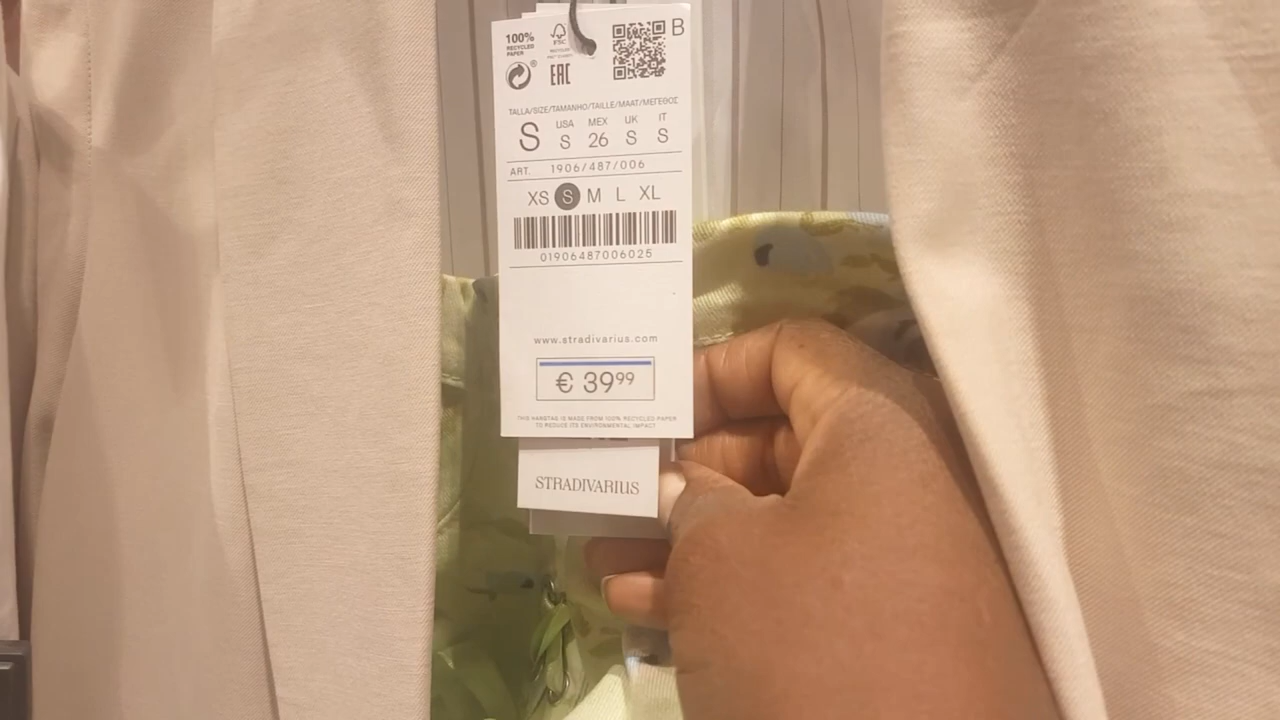 100%
RECYCLED
PAPER
FSC
B
EAC
TALLA/SIZE/TAMANHO/TAILLE/MAAT/ΜΕΓΕΘΟΣ
USA MEX UK IT
S S 26 S S
ART. 1906/487/006
XS S M L XL
01906487006025
www.stradivarius.com
€ 39⁹⁹
THIS HANGTAG IS MADE FROM 100% RECYCLED PAPER
TO REDUCE ITS ENVIRONMENTAL IMPACT
STRADIVARIUS